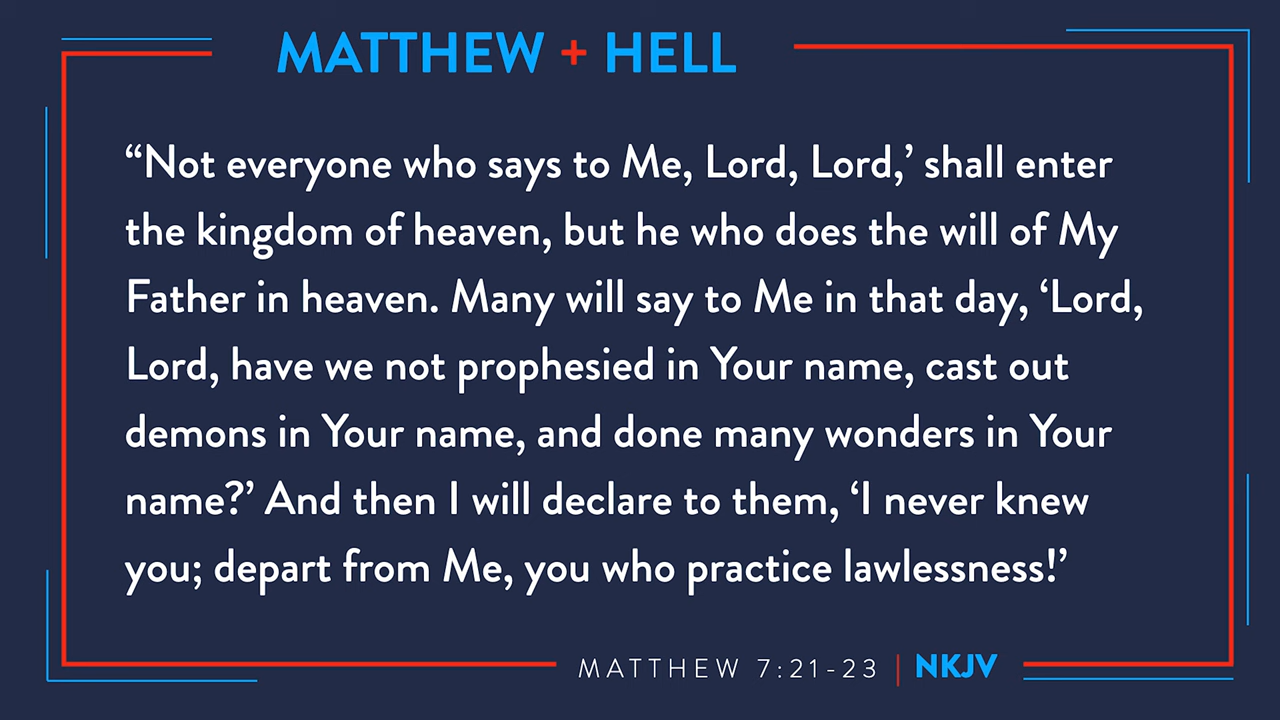 MATTHEW + HELL
“Not everyone who says to Me, Lord, Lord,’ shall enter
the kingdom of heaven, but he who does the will of My
Father in heaven. Many will say to Me in that day, ‘Lord,
Lord, have we not prophesied in Your name, cast out
demons in Your name, and done many wonders in Your
name?’ And then I will declare to them, ‘I never knew
you; depart from Me, you who practice lawlessness!’
MATTHEW 7:21-23 | NKJV